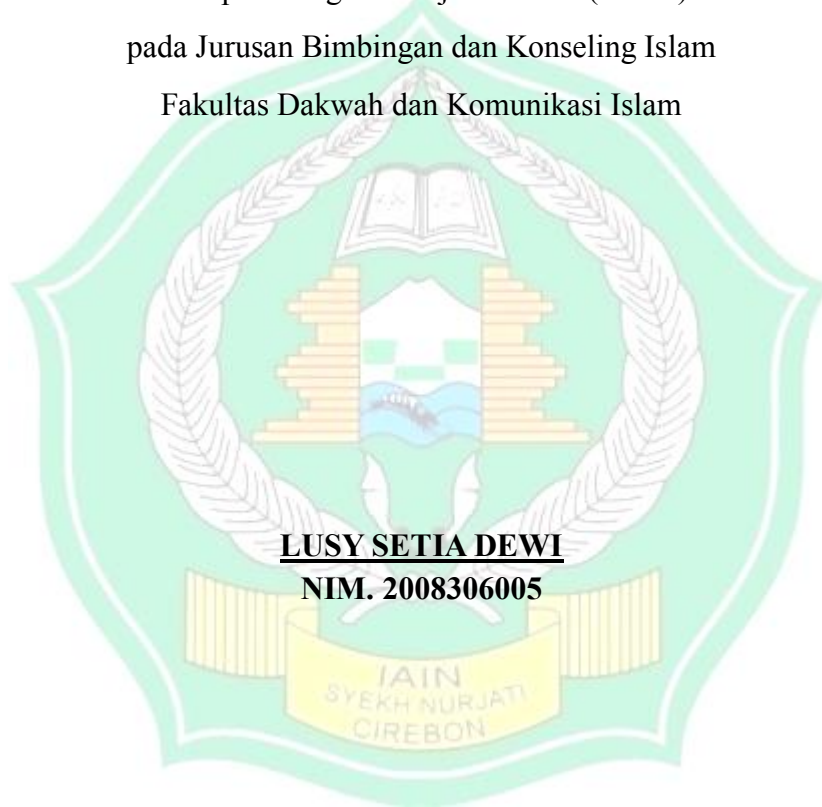 pada Jurusan Bimbingan dan Konseling Islam
Fakultas Dakwah dan Komunikasi Islam
LUSY SETIA DEWI
NIM. 2008306005
IAIN
SYEKH NURJATI
CIREBON